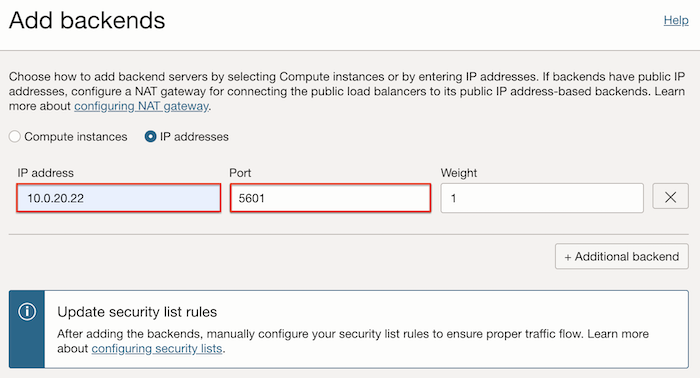 Add backends
Help
Choose how to add backend servers by selecting Compute instances or by entering IP addresses. If backends have public IP
addresses, configure a NAT gateway for connecting the public load balancers to its public IP address-based backends. Learn
more about configuring NAT gateway.
Compute instances IP addresses
IP address Port Weight
10.0.20.22 5601 1
+ Additional backend
Update security list rules
After adding the backends, manually configure your security list rules to ensure proper traffic flow. Learn more
about configuring security lists.